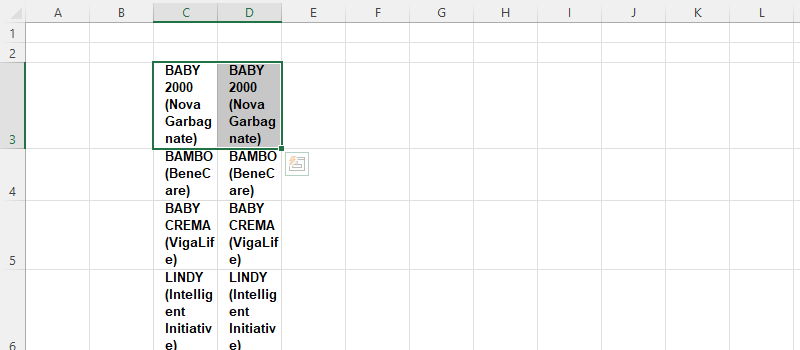 A B C D E F G H I J K L
1
2
3
BABY
2000
(Nova
Garbag
nate)
BABY
2000
(Nova
Garbag
nate)
4
BAMBO
(BeneC
are)
BAMBO
(BeneC
are)
5
BABY
CREMA
(VigaLif
e)
BABY
CREMA
(VigaLif
e)
6
LINDY
(Intellig
ent
Initiativ
e)
LINDY
(Intellig
ent
Initiativ
e)